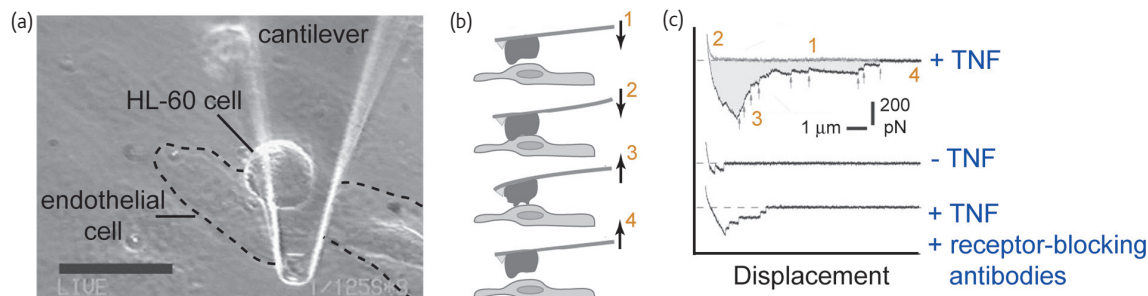 (a)
cantilever
HL-60 cell
endothelial
cell
LIVE
(b)
1
2
3
4
(c)
2
1
4
3
200
pN
1 μm
+ TNF
- TNF
+ TNF
+ receptor-blocking
antibodies
Displacement